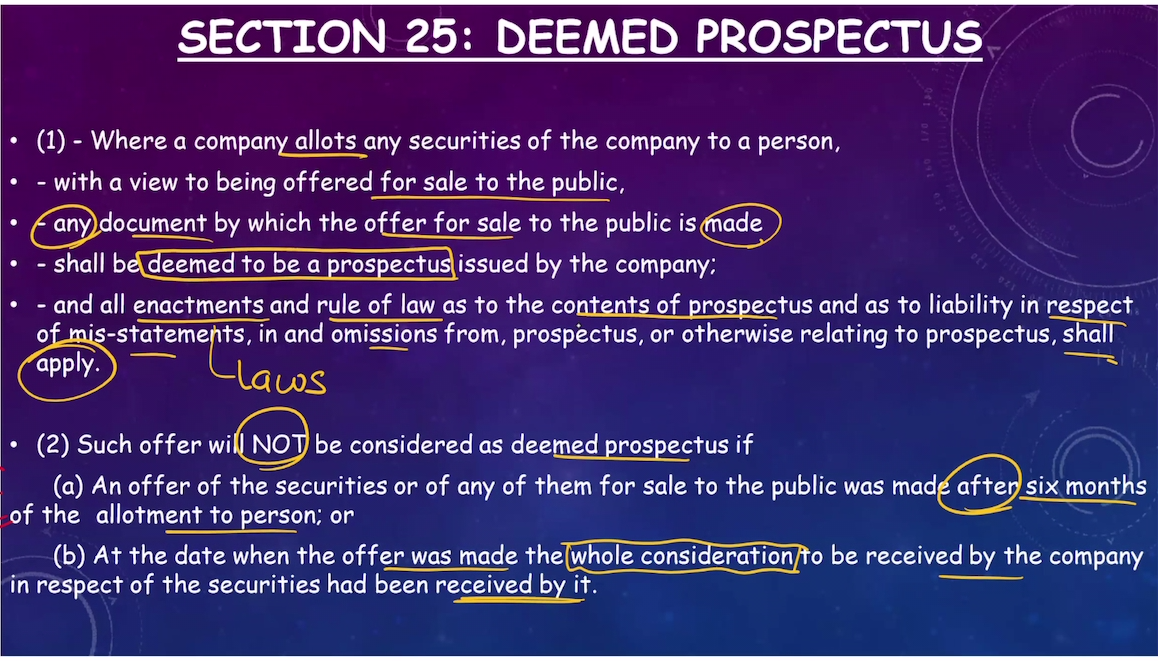 SECTION 25: DEEMED PROSPECTUS
• (1) - Where a company allots any securities of the company to a person,
• - with a view to being offered for sale to the public,
• - any document by which the offer for sale to the public is made
• - shall be deemed to be a prospectus issued by the company;
• - and all enactments and rule of law as to the contents of prospectus and as to liability in respect
of mis-statements, in and omissions from, prospectus, or otherwise relating to prospectus, shall
apply.
laws
• (2) Such offer will NOT be considered as deemed prospectus if
(a) An offer of the securities or of any of them for sale to the public was made after six months
of the allotment to person; or
(b) At the date when the offer was made the whole consideration to be received by the company
in respect of the securities had been received by it.